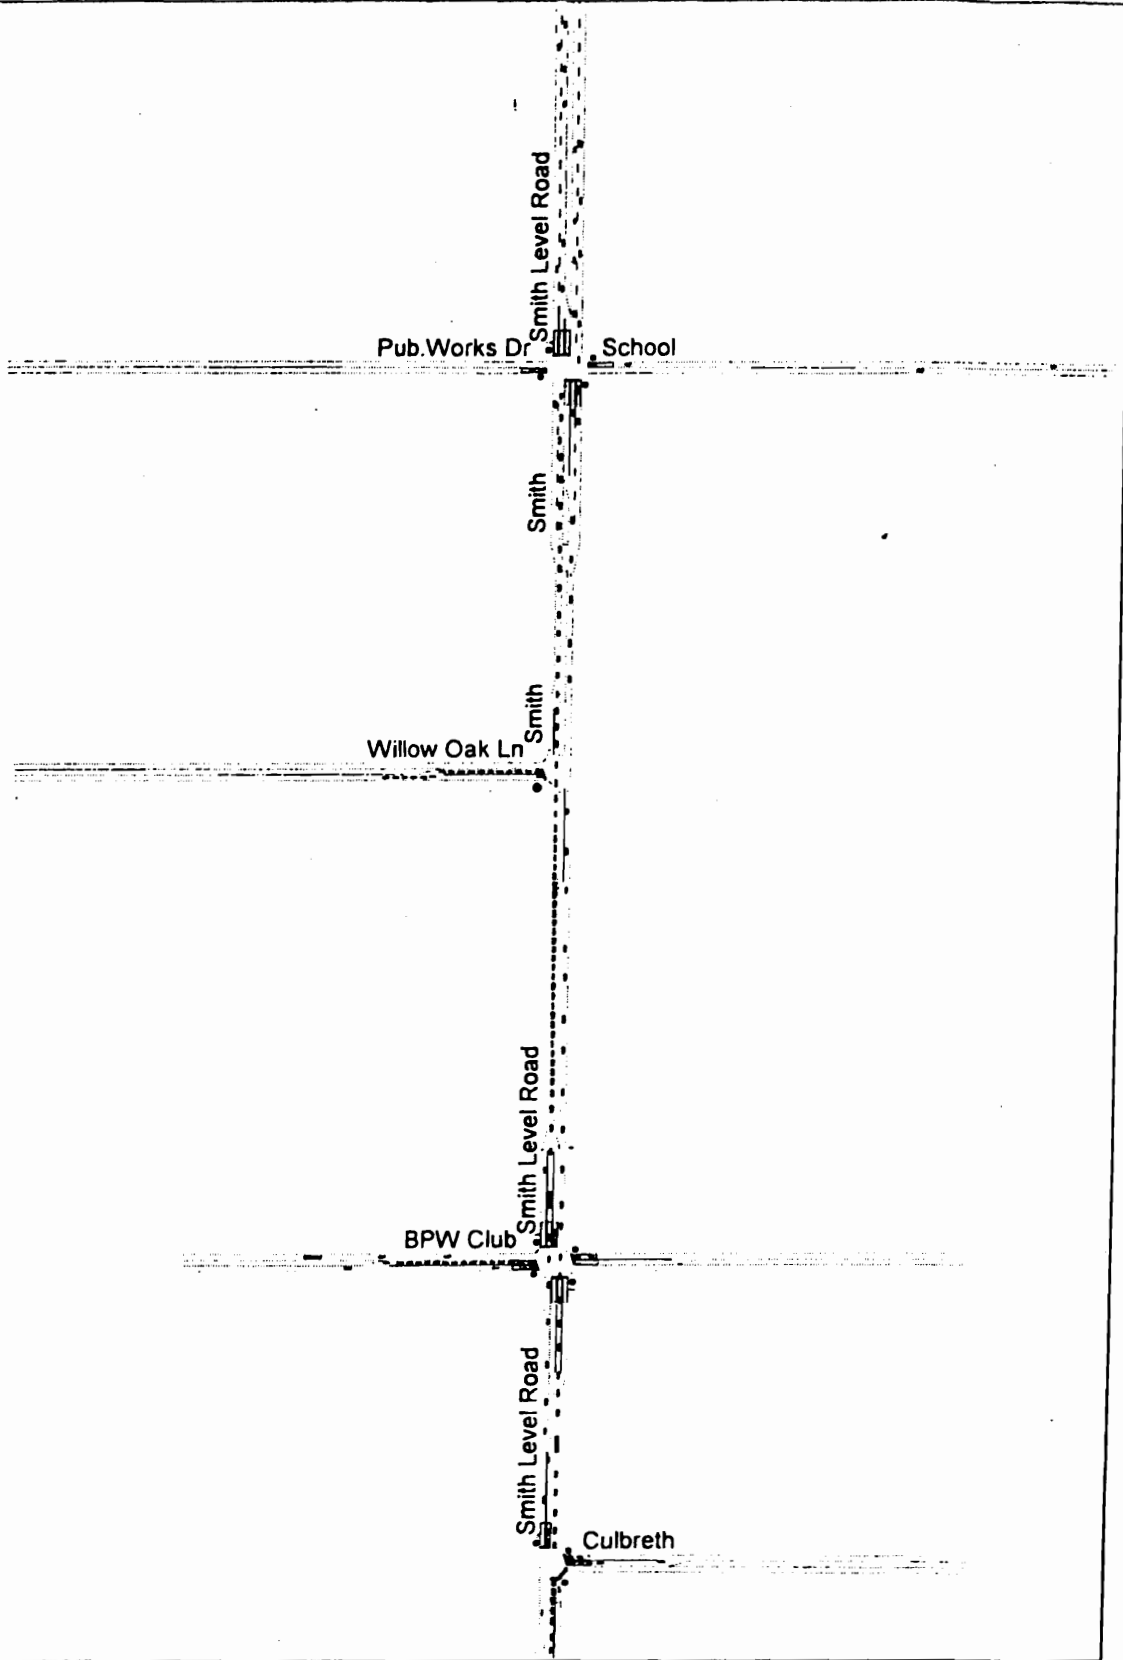 Smith Level Road
Pub.Works Dr
School
Smith
Smith
Willow Oak Ln
Smith Level Road
BPW Club
Smith Level Road
Culbreth